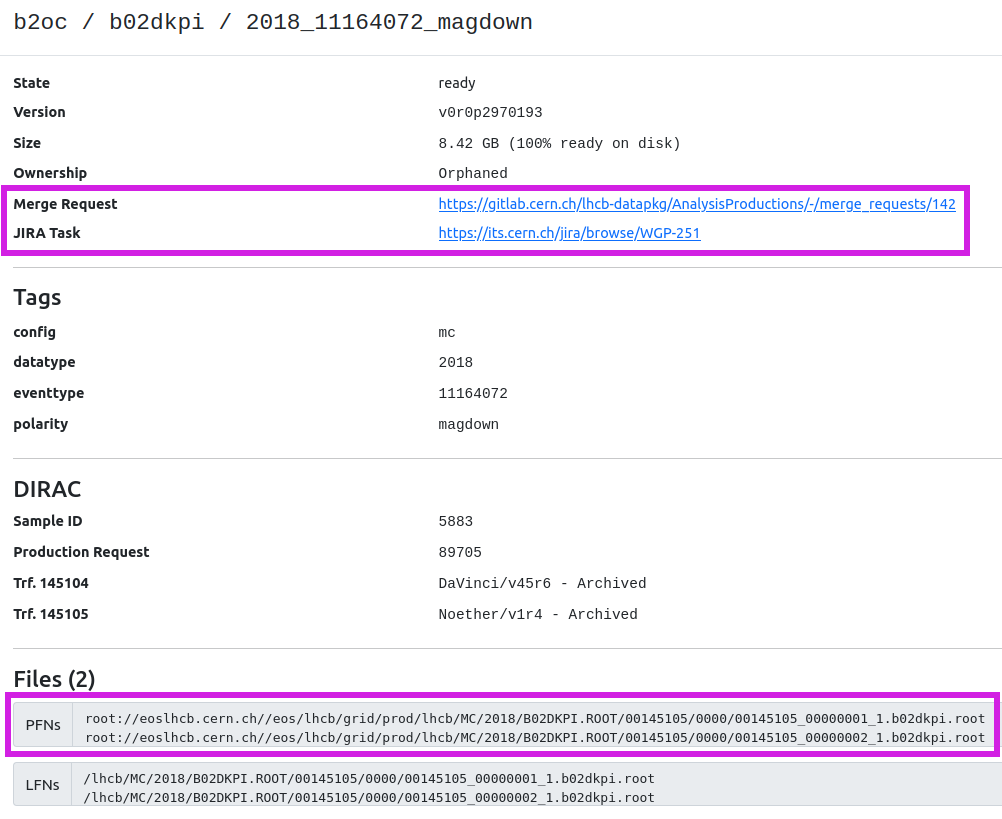 b2oc / b02dkpi / 2018_11164072_magdown
State ready
Version v0r0p2970193
Size 8.42 GB (100% ready on disk)
Ownership Orphaned
Merge Request https://gitlab.cern.ch/lhcb-datapkg/AnalysisProductions/-/merge_requests/142
JIRA Task https://its.cern.ch/jira/browse/WGP-251
Tags
config mc
datatype 2018
eventtype 11164072
polarity magdown
DIRAC
Sample ID 5883
Production Request 89705
Trf. 145104 DaVinci/v45r6 - Archived
Trf. 145105 Noether/v1r4 - Archived
Files (2)
PFNs root://eoslhcb.cern.ch//eos/lhcb/grid/prod/lhcb/MC/2018/B02DKPI.ROOT/00145105/0000/00145105_00000001_1.b02dkpi.root
root://eoslhcb.cern.ch//eos/lhcb/grid/prod/lhcb/MC/2018/B02DKPI.ROOT/00145105/0000/00145105_00000002_1.b02dkpi.root
LFNs /lhcb/MC/2018/B02DKPI.ROOT/00145105/0000/00145105_00000001_1.b02dkpi.root
/lhcb/MC/2018/B02DKPI.ROOT/00145105/0000/00145105_00000002_1.b02dkpi.root